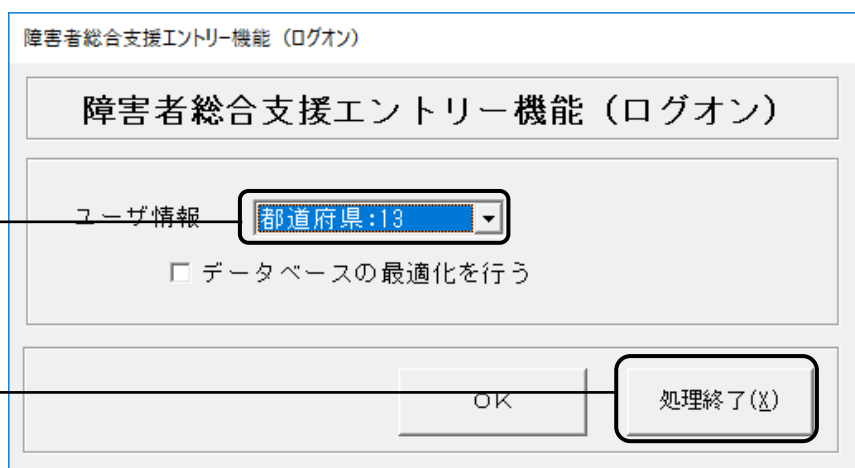 障害者総合支援エントリー機能（ログオン）
障害者総合支援エントリー機能（ログオン）
ユーザ情報 都道府県:13
データベースの最適化を行う
OK 処理終了(X)